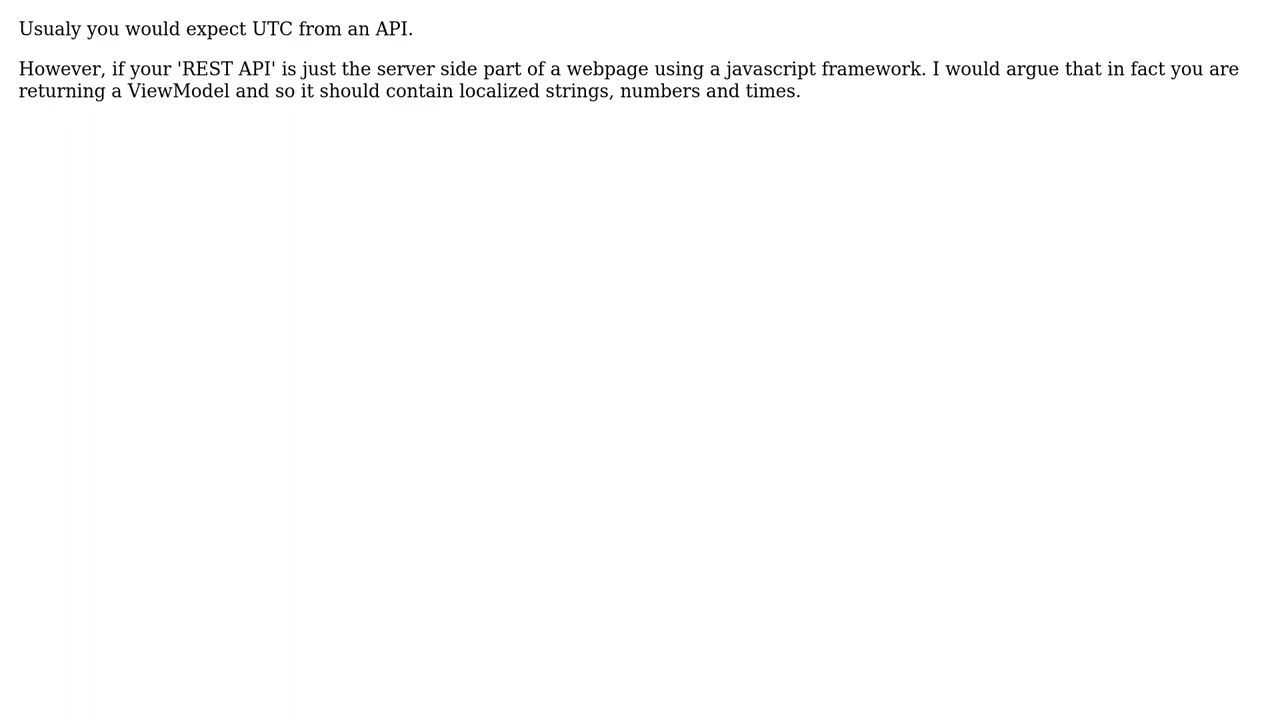 Usualy you would expect UTC from an API.
However, if your 'REST API' is just the server side part of a webpage using a javascript framework. I would argue that in fact you are
returning a ViewModel and so it should contain localized strings, numbers and times.